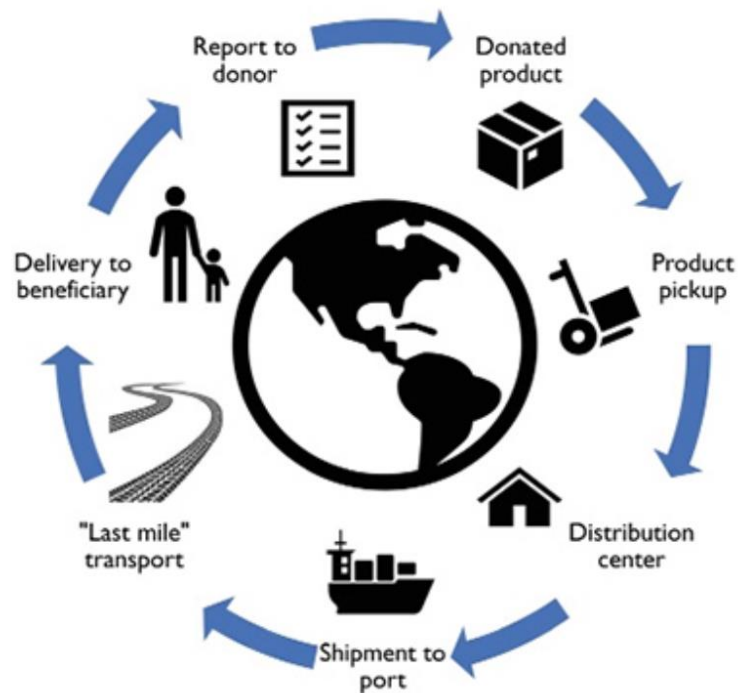 Report to
donor
Donated
product
Product
pickup
Distribution
center
Shipment to
port
"Last mile"
transport
Delivery to
beneficiary